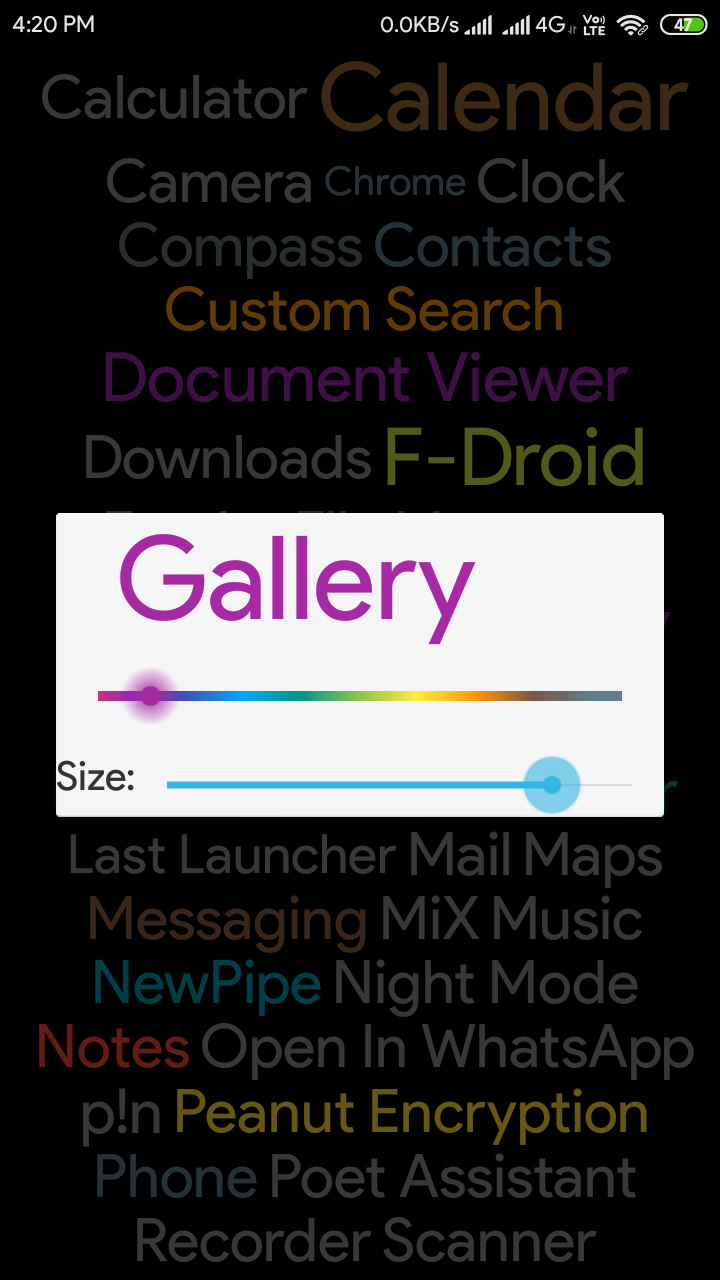 4:20 PM 0.0KB/s 4G Vo LTE 47
Calculator Calendar
Camera Chrome Clock
Compass Contacts
Custom Search
Document Viewer
Downloads F-Droid
Gallery
Size:
Last Launcher Mail Maps
Messaging MiX Music
NewPipe Night Mode
Notes Open In WhatsApp
p!n Peanut Encryption
Phone Poet Assistant
Recorder Scanner